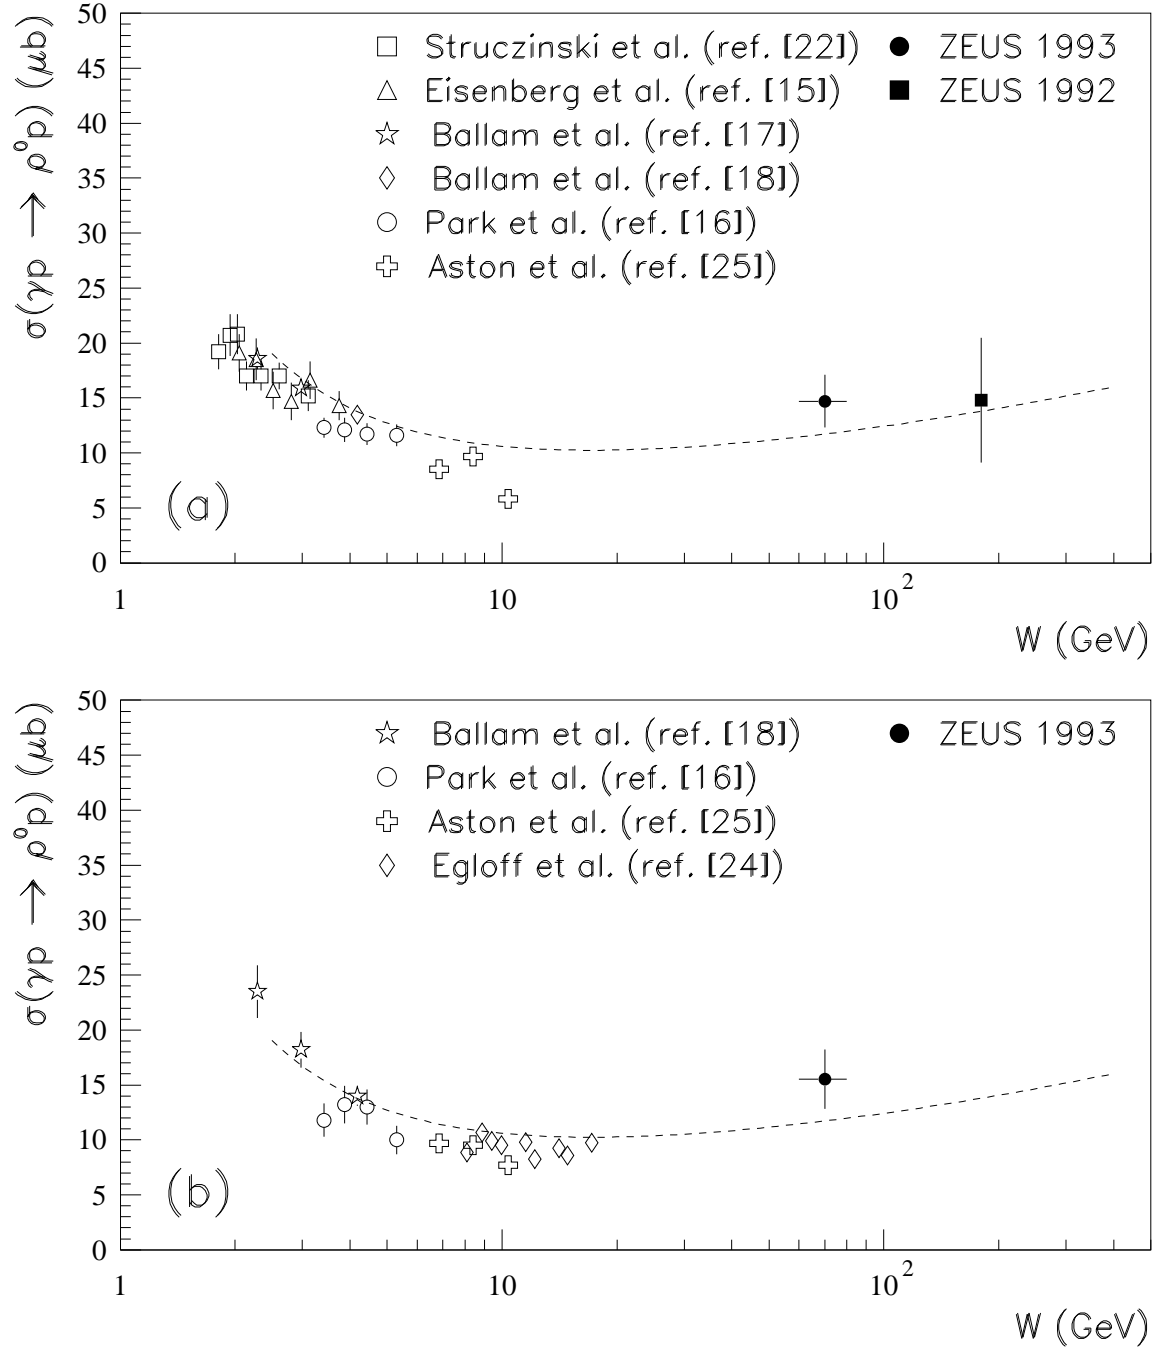 σ(γp → ρ⁰p) (μb)
50
45
40
35
30
25
20
15
10
5
0
Struczinski et al. (ref. [22])
Eisenberg et al. (ref. [15])
Ballam et al. (ref. [17])
Ballam et al. (ref. [18])
Park et al. (ref. [16])
Aston et al. (ref. [25])
ZEUS 1993
ZEUS 1992
(a)
1 10 10²
W (GeV)
σ(γp → ρ⁰p) (μb)
50
45
40
35
30
25
20
15
10
5
0
Ballam et al. (ref. [18])
Park et al. (ref. [16])
Aston et al. (ref. [25])
Egloff et al. (ref. [24])
ZEUS 1993
(b)
1 10 10²
W (GeV)